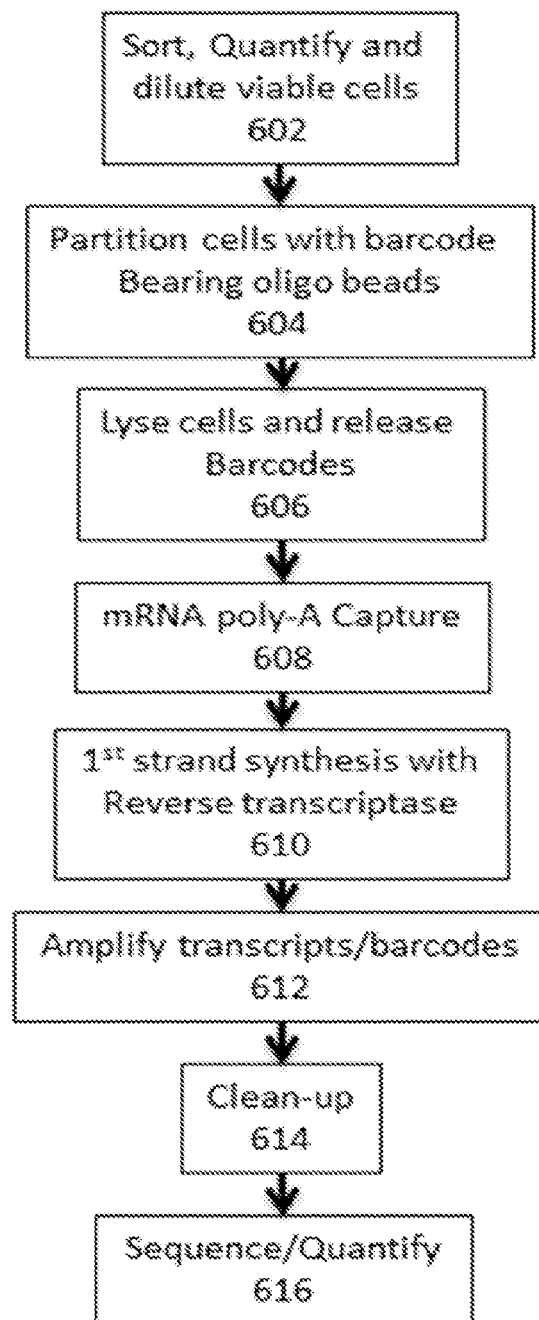 Sort, Quantify and
dilute viable cells
602
Partition cells with barcode
Bearing oligo beads
604
Lyse cells and release
Barcodes
606
mRNA poly-A Capture
608
1st strand synthesis with
Reverse transcriptase
610
Amplify transcripts/barcodes
612
Clean-up
614
Sequence/Quantify
616